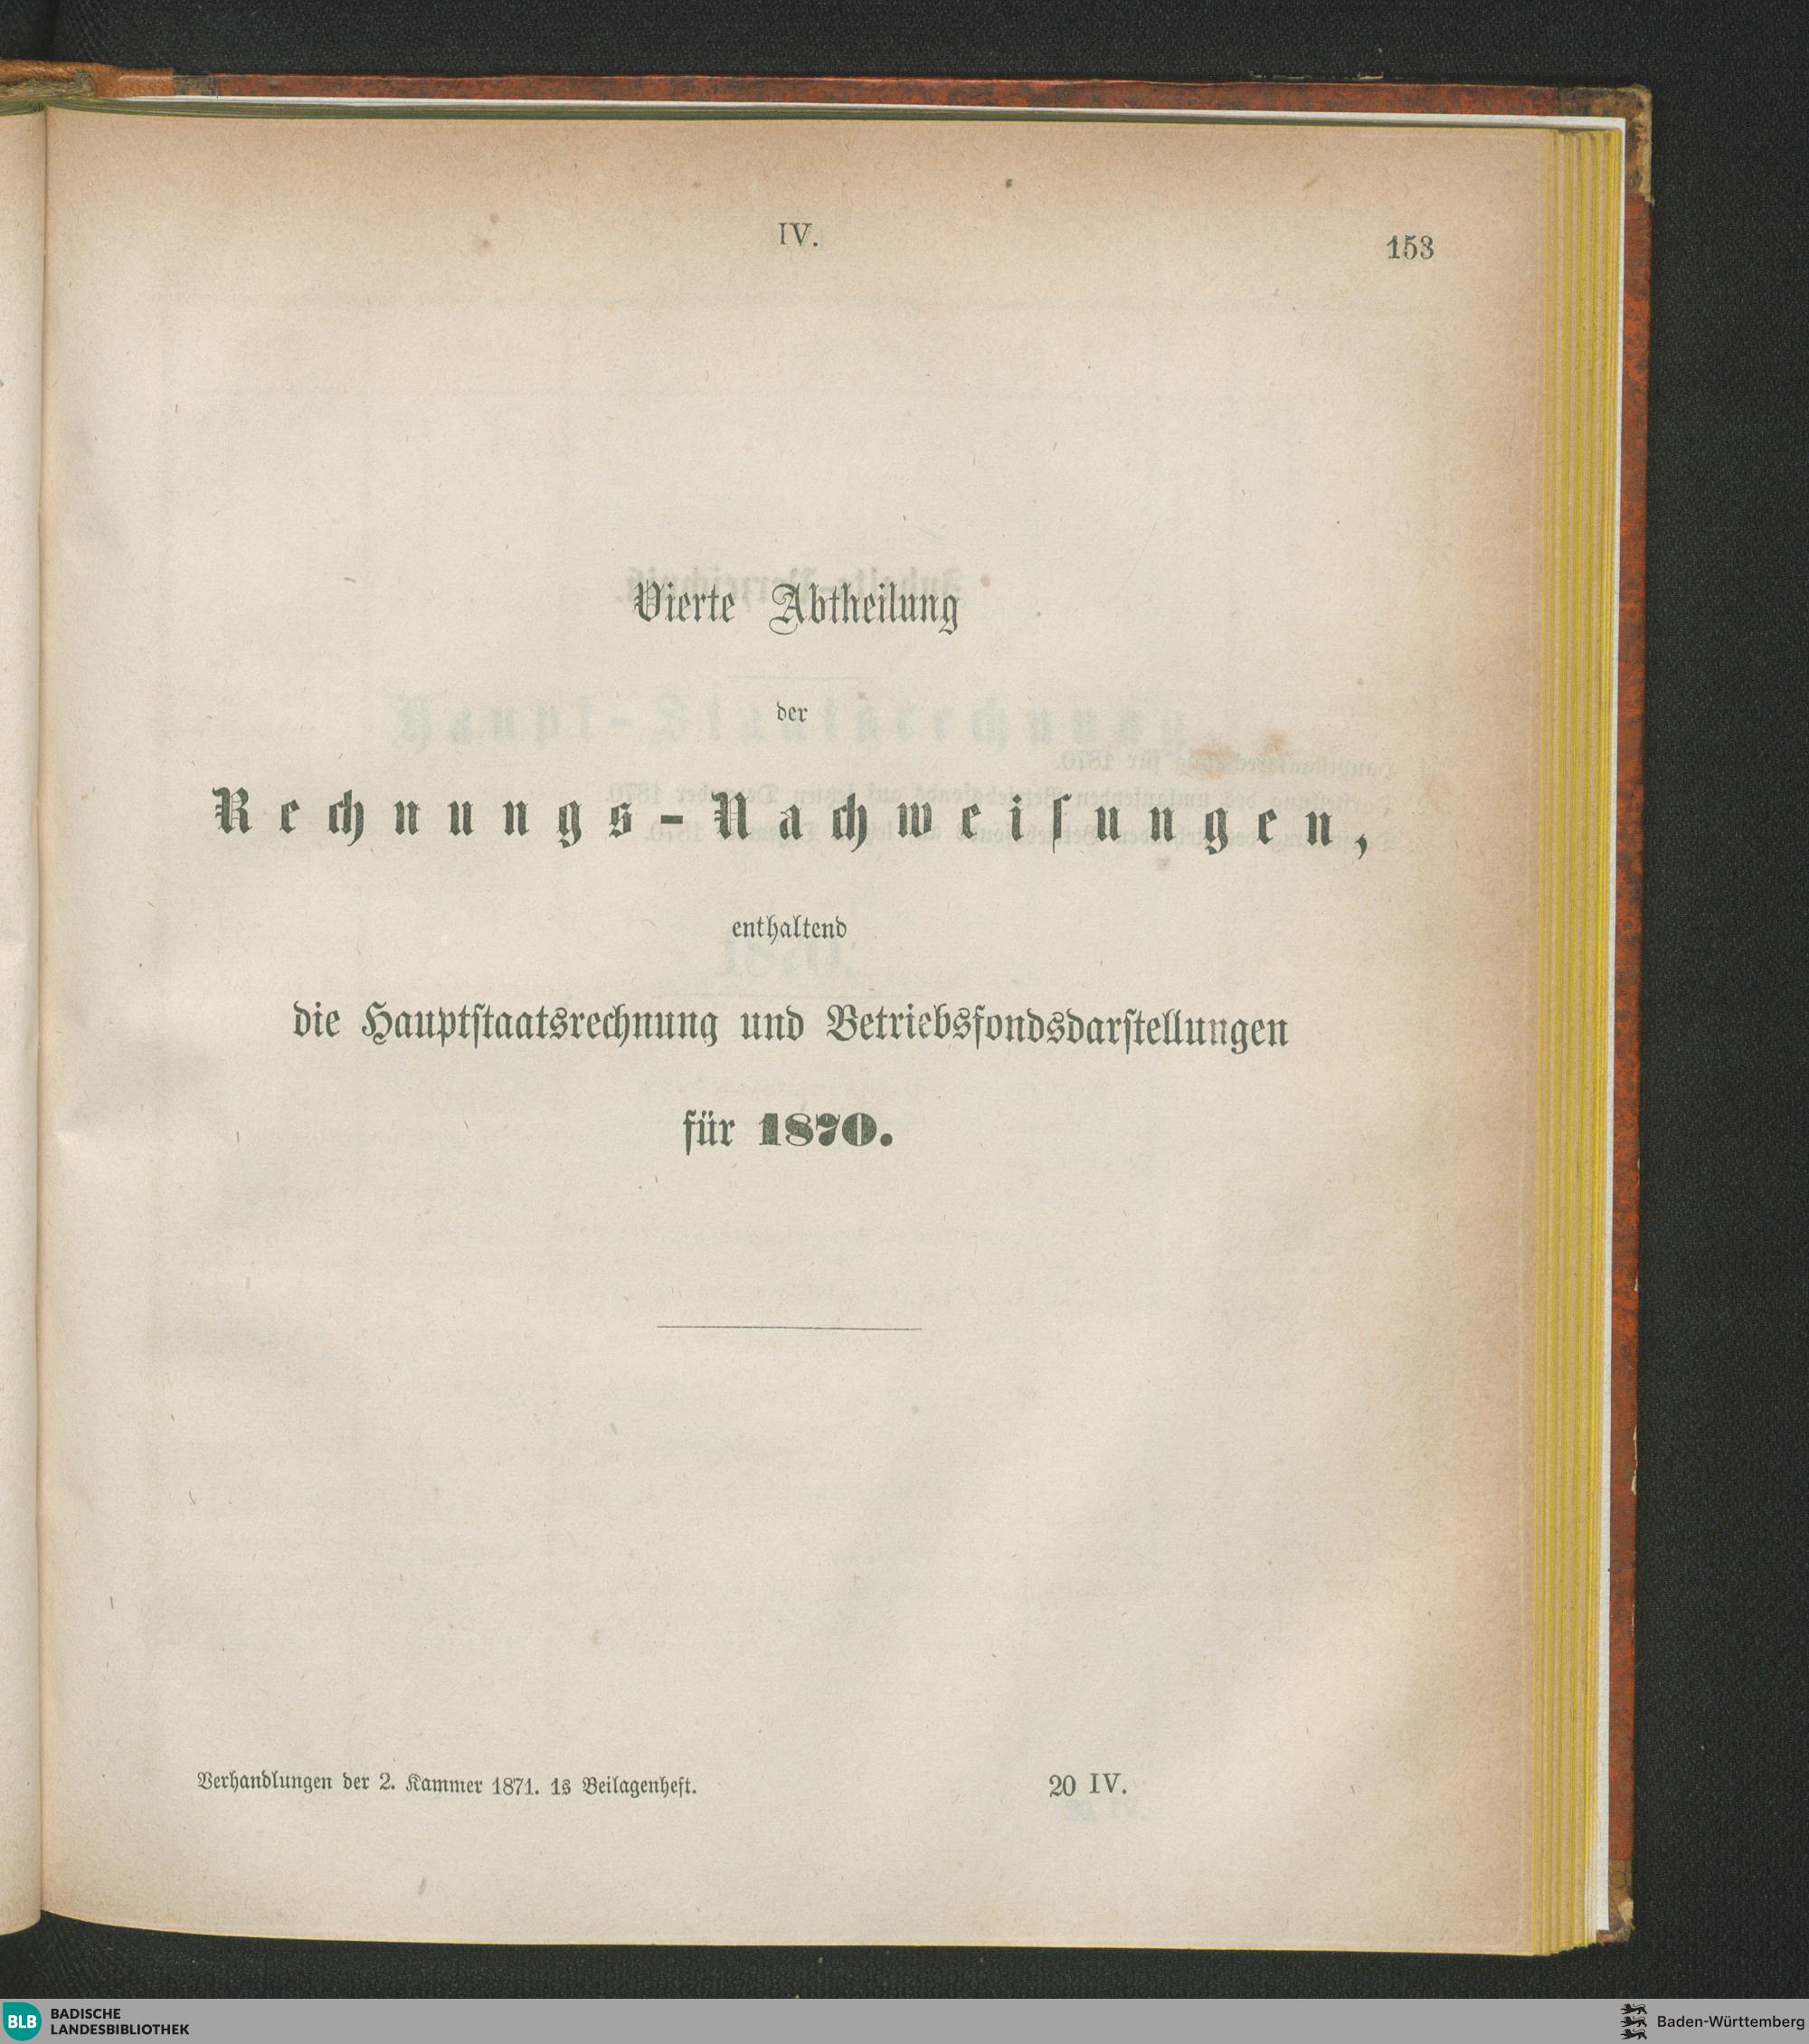 IV.
153
Vierte Abtheilung
der
Rechnungs-Nachweiſungen,
enthaltend
die Hauptſtaatsrechnung und Betriebsfondsdarſtellungen
für 1870.
Verhandlungen der 2. Kammer 1871. 1s Beilagenheft.
20 IV.
BLB BADISCHE
LANDESBIBLIOTHEK
Baden-Württemberg